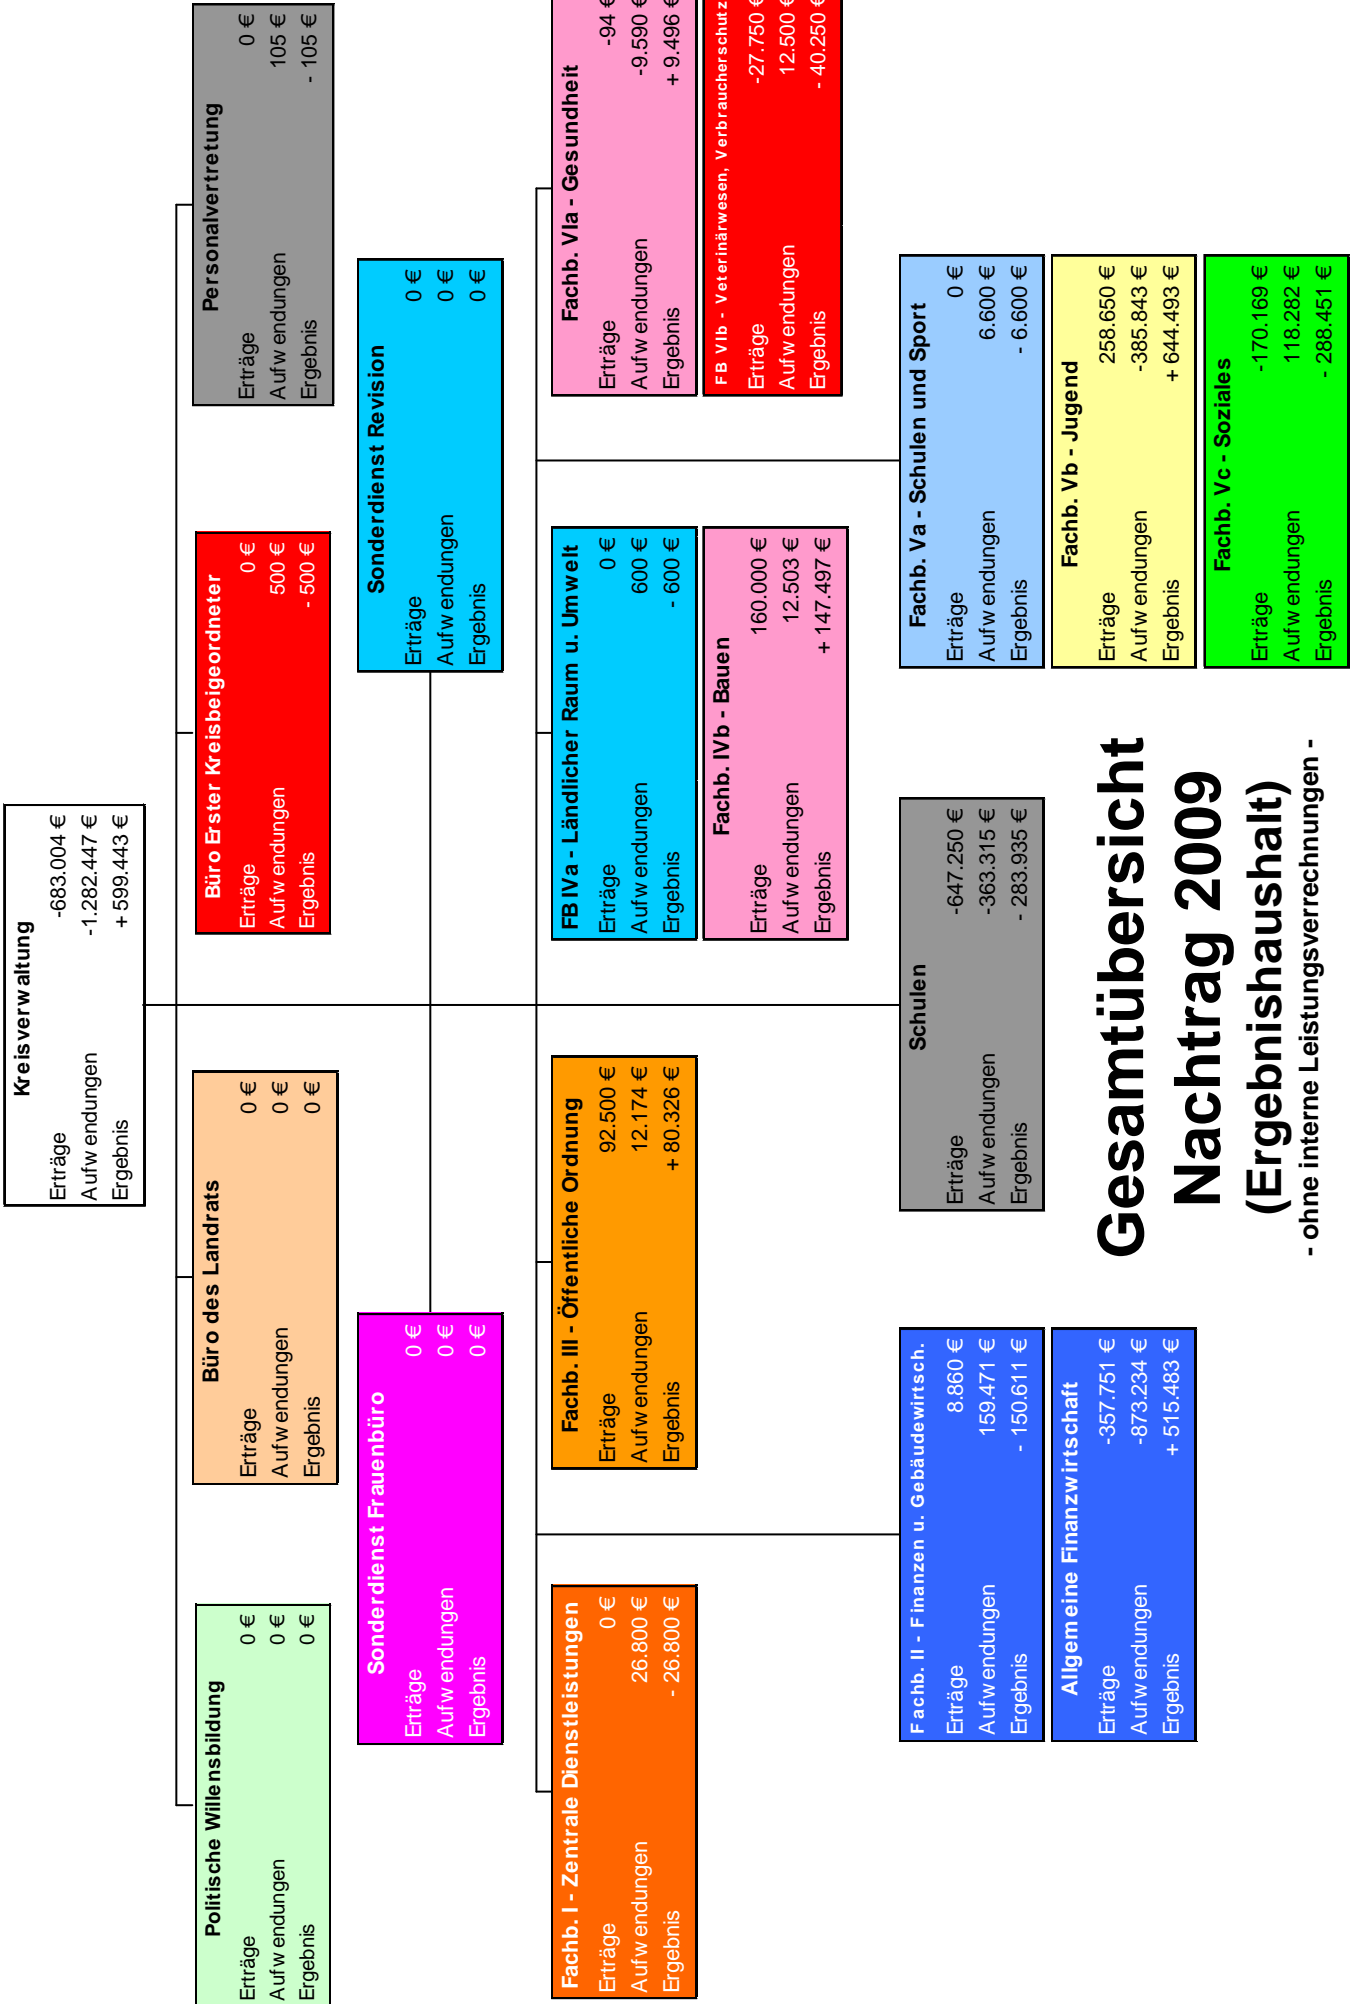 Kreisverwaltung
Erträge -683.004 €
Aufwendungen -1.282.447 €
Ergebnis + 599.443 €
Politische Willensbildung
Erträge 0 €
Aufwendungen 0 €
Ergebnis 0 €
Büro des Landrats
Erträge 0 €
Aufwendungen 0 €
Ergebnis 0 €
Büro Erster Kreisbeigeordneter
Erträge 0 €
Aufwendungen 500 €
Ergebnis - 500 €
Personalvertretung
Erträge 0 €
Aufwendungen 105 €
Ergebnis - 105 €
Sonderdienst Frauenbüro
Erträge 0 €
Aufwendungen 0 €
Ergebnis 0 €
Sonderdienst Revision
Erträge 0 €
Aufwendungen 0 €
Ergebnis 0 €
Fachb. I - Zentrale Dienstleistungen
Erträge 0 €
Aufwendungen 26.800 €
Ergebnis - 26.800 €
Fachb. III - Öffentliche Ordnung
Erträge 92.500 €
Aufwendungen 12.174 €
Ergebnis + 80.326 €
FB IVa - Ländlicher Raum u. Umwelt
Erträge 0 €
Aufwendungen 600 €
Ergebnis - 600 €
Fachb. IVb - Bauen
Erträge 160.000 €
Aufwendungen 12.503 €
Ergebnis + 147.497 €
Fachb. VIa - Gesundheit
Erträge -94 €
Aufwendungen -9.590 €
Ergebnis + 9.496 €
FB VIb - Veterinärwesen, Verbraucherschutz
Erträge -27.750 €
Aufwendungen 12.500 €
Ergebnis - 40.250 €
Fachb. II - Finanzen u. Gebäudewirtsch.
Erträge 8.860 €
Aufwendungen 159.471 €
Ergebnis - 150.611 €
Allgemeine Finanzwirtschaft
Erträge -357.751 €
Aufwendungen -873.234 €
Ergebnis + 515.483 €
Schulen
Erträge -647.250 €
Aufwendungen -363.315 €
Ergebnis - 283.935 €
Fachb. Va - Schulen und Sport
Erträge 0 €
Aufwendungen 6.600 €
Ergebnis - 6.600 €
Fachb. Vb - Jugend
Erträge 258.650 €
Aufwendungen -385.843 €
Ergebnis + 644.493 €
Fachb. Vc - Soziales
Erträge -170.169 €
Aufwendungen 118.282 €
Ergebnis - 288.451 €
Gesamtübersicht
Nachtrag 2009
(Ergebnishaushalt)
- ohne interne Leistungsverrechnungen -